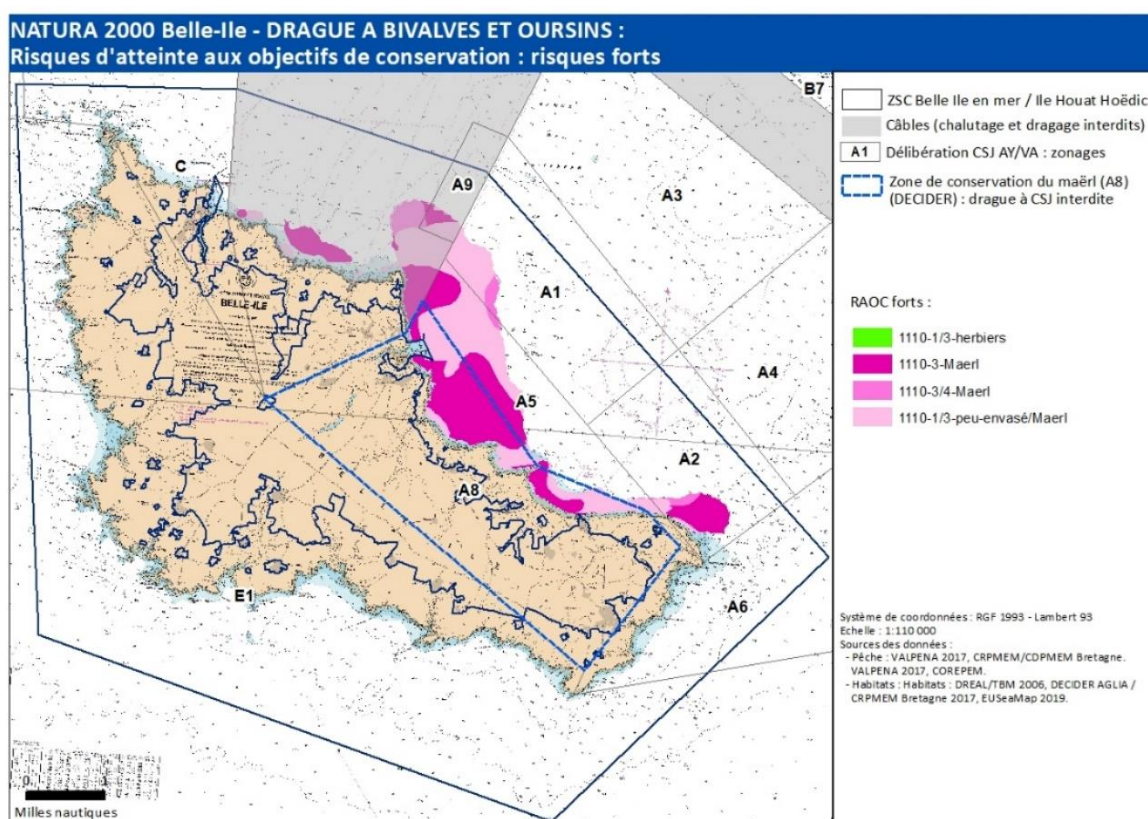 NATURA 2000 Belle-Ile - DRAGUE A BIVALVES ET OURSINS :
Risques d'atteinte aux objectifs de conservation : risques forts
B7
C
A9
A3
A1
BELLE-ILE
A4
A5
A2
A8
E1
A6
0
Milles nautiques
ZSC Belle Ile en mer / Ile Houat Hoëdic
Câbles (chalutage et dragage interdits)
A1 Délibération CSJ AY/VA : zonages
Zone de conservation du maërl (A8)
(DECIDER) : drague à CSJ interdite
RAOC forts :
1110-1/3-herbiers
1110-3-Maerl
1110-3/4-Maerl
1110-1/3-peu-envasé/Maerl
Système de coordonnées : RGF 1993 - Lambert 93
Echelle : 1:110 000
Sources des données :
- Pêche : VALPENA 2017, CRPMEM/CDPMEM Bretagne.
VALPENA 2017, COREPEM.
- Habitats : Habitats : DREAL/TBM 2006, DECIDER AGLIA /
CRPMEM Bretagne 2017, EUSeaMap 2019.